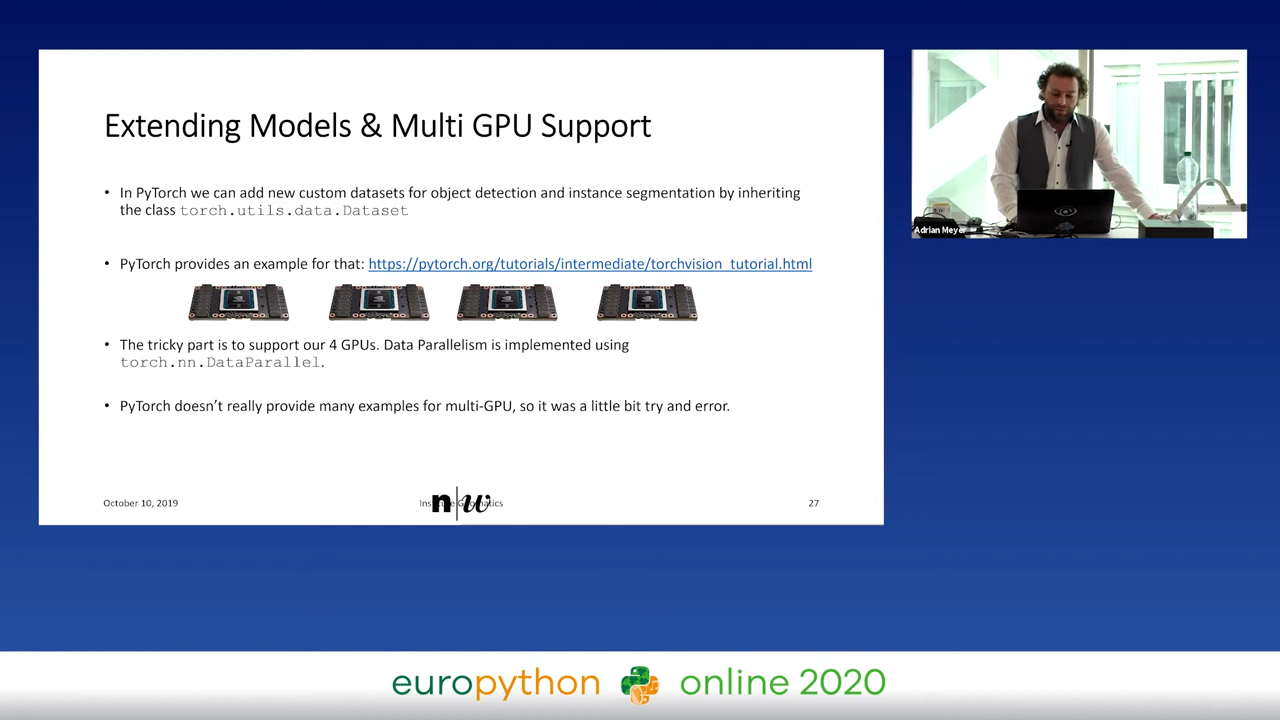 Extending Models & Multi GPU Support
• In PyTorch we can add new custom datasets for object detection and instance segmentation by inheriting
the class torch.utils.data.Dataset
• PyTorch provides an example for that: https://pytorch.org/tutorials/intermediate/torchvision_tutorial.html
• The tricky part is to support our 4 GPUs. Data Parallelism is implemented using
torch.nn.DataParallel.
• PyTorch doesn’t really provide many examples for multi-GPU, so it was a little bit try and error.
October 10, 2019
n w
27
Adrian Meyer
europython online 2020